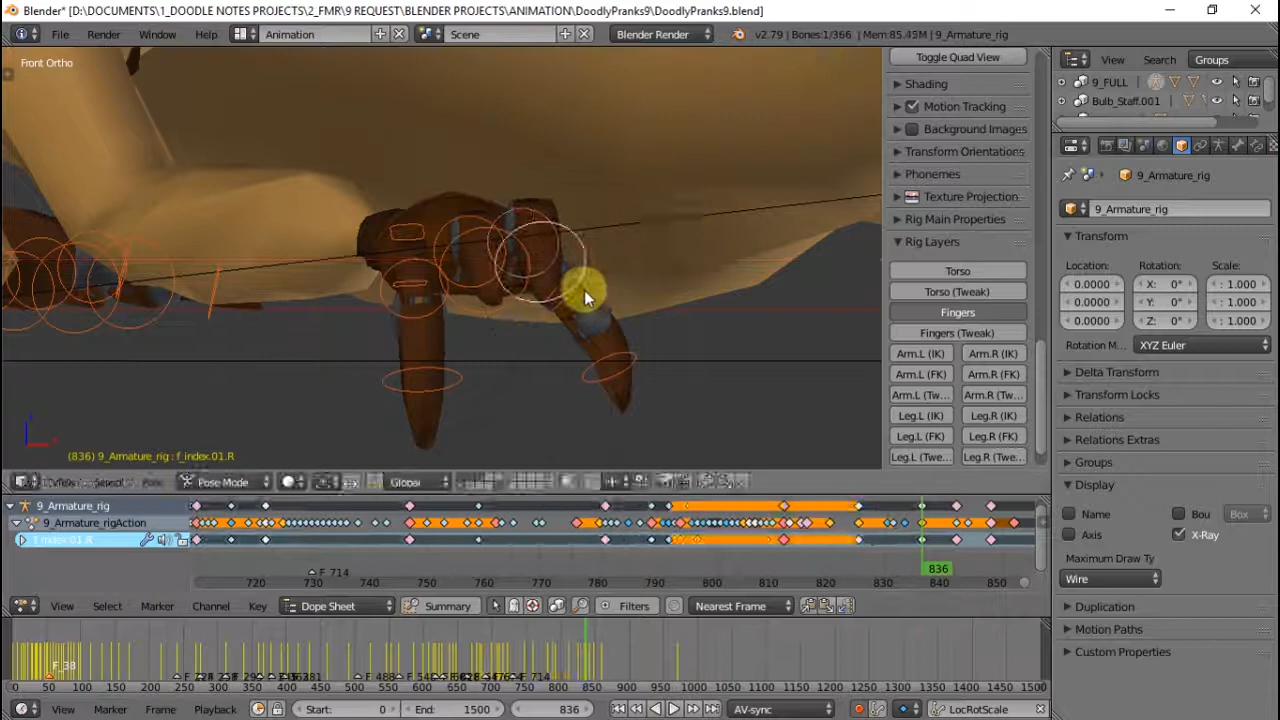 Blender* [D:\DOCUMENTS\1_DOODLE NOTES PROJECTS\2_FMR\9 REQUEST\BLENDER PROJECTS\ANIMATION\DoodlyPranks9\DoodlyPranks9.blend]
File Render Window Help Animation Scene Blender Render v2.79 | Bones:1/366 | Mem:85.45M | 9_Armature_rig
View Search Groups
9_FULL
Bulb_Staff.001
Front Ortho
Toggle Quad View
Shading
Motion Tracking
Background Images
Transform Orientations
Phonemes
Texture Projection
Rig Main Properties
Rig Layers
Torso
Torso (Tweak)
Fingers
Fingers (Tweak)
Arm.L (IK) Arm.R (IK)
Arm.L (FK) Arm.R (FK)
Arm.L (Tw... Arm.R (Tw...
Leg.L (IK) Leg.R (IK)
Leg.L (FK) Leg.R (FK)
Leg.L (Twe... Leg.R (Twe...
9_Armature_rig
9_Armature_rig
Transform
Location: Rotation: Scale:
0.0000 X: 0° 1.000
0.0000 Y: 0° 1.000
0.0000 Z: 0° 1.000
Rotation M... XYZ Euler
Delta Transform
Transform Locks
Relations
Relations Extras
Groups
Display
Name Bou Box
Axis X-Ray
Maximum Draw Ty
Wire
Duplication
Motion Paths
Custom Properties
(836) 9_Armature_rig : f_index.01.R
Pose Mode Global
9_Armature_rig
9_Armature_rigAction
f_index.01.R
F_714
720 730 740 750 760 770 780 790 800 810 820 830 836 840 850
View Select Marker Channel Key Dope Sheet Summary Filters Nearest Frame
F_38 F_714
0 50 100 150 200 250 300 350 400 450 500 550 600 650 700 750 800 850 900 950 1000 1050 1100 1150 1200 1250 1300 1350 1400 1450 1500
View Marker Frame Playback Start: 0 End: 1500 836 AV-sync LocRotScale